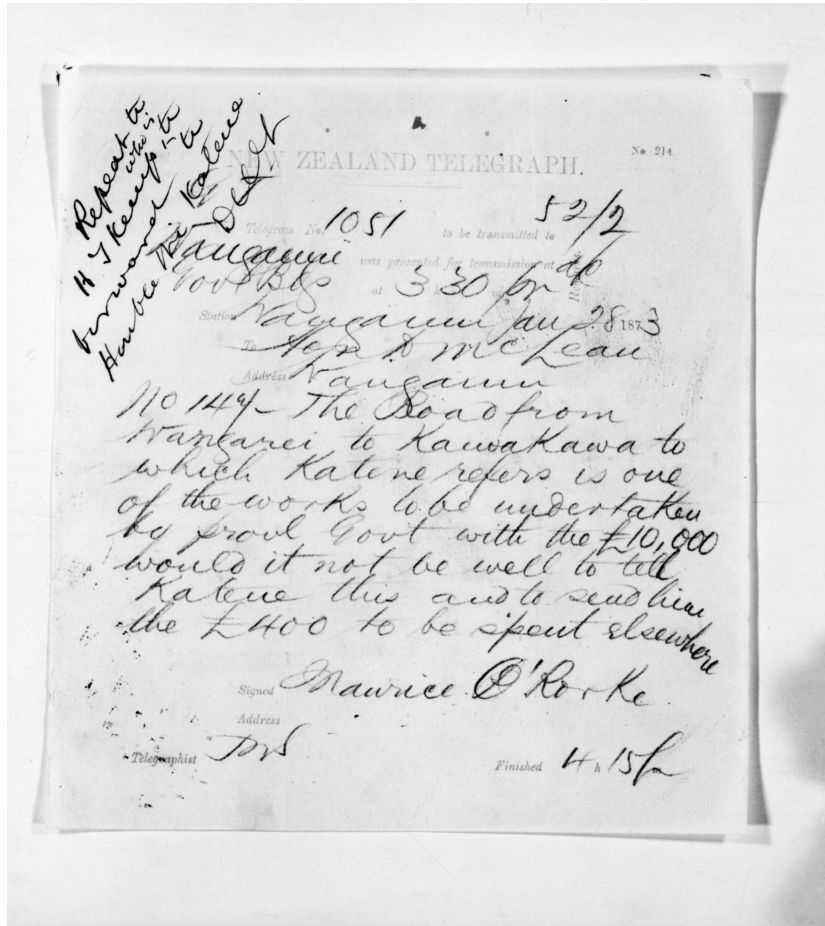 Repeat to
who is
H T Kemp to
forward to
Honble Wi Katene
NEW ZEALAND TELEGRAPH.
No. 214
52/2
Telegram No. 1051 to be transmitted to
Wanganui was presented for transmission at
Govt Bgs at 3 h 30 pm
Station Wanganui Jan 28 1873
To Hon D McLean
Address Wanganui
No 149 - The Road from
Wangarei to Kawakawa to
which Katene refers is one
of the works to be undertaken
by provl Govt with the £10,000
would it not be well to tell
Katene this and to send him
the £400 to be spent elsewhere
Signed Maurice O'Rorke
Address
Telegraphist
Finished 4 h 15 pm